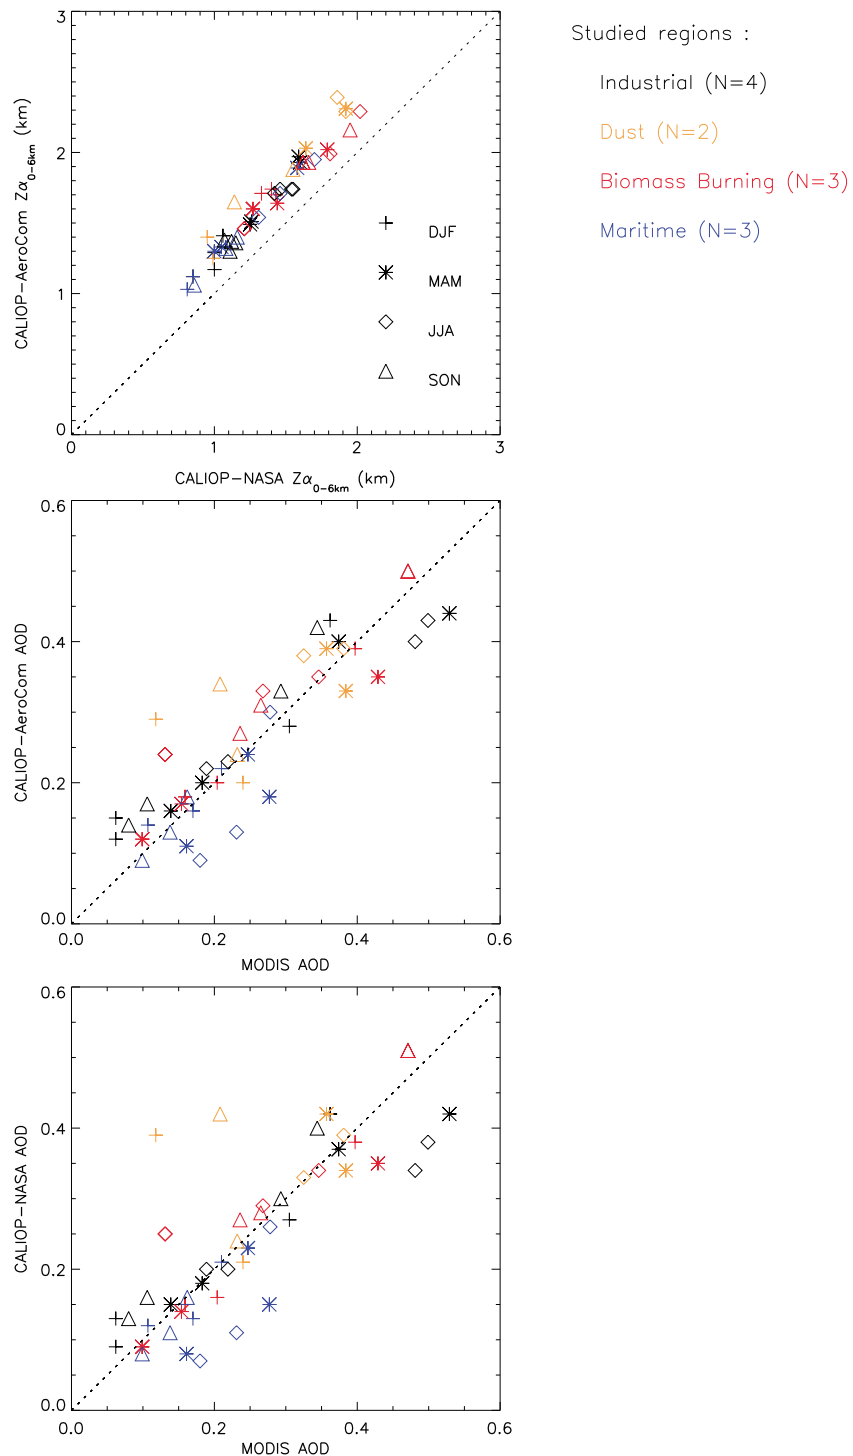 Studied regions :
Industrial (N=4)
Dust (N=2)
Biomass Burning (N=3)
Maritime (N=3)
3
2
1
0
CALIOP-AeroCom Zα0-6km (km)
DJF
MAM
JJA
SON
0 1 2 3
CALIOP-NASA Zα0-6km (km)
0.6
0.4
0.2
0.0
CALIOP-AeroCom AOD
0.0 0.2 0.4 0.6
MODIS AOD
0.6
0.4
0.2
0.0
CALIOP-NASA AOD
0.0 0.2 0.4 0.6
MODIS AOD